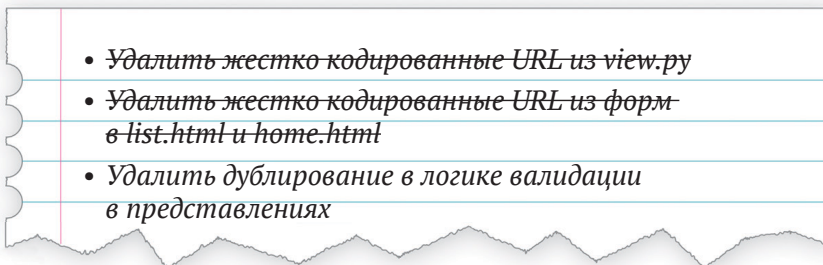 • Удалить жестко кодированные URL из view.py
• Удалить жестко кодированные URL из форм
в list.html и home.html
• Удалить дублирование в логике валидации
в представлениях